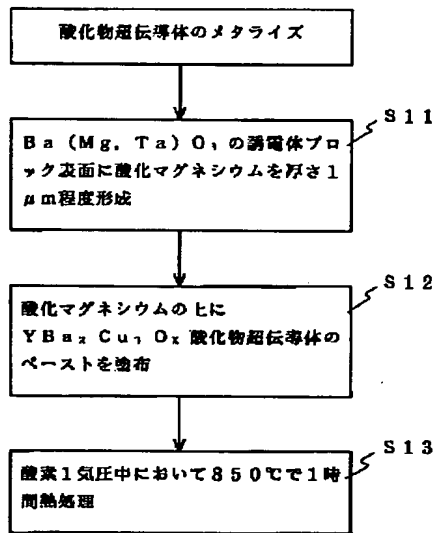 酸化物超伝導体のメタライズ
S11
Ba(Mg,Ta)O₃の誘電体ブロ
ック表面に酸化マグネシウムを厚さ1
μm程度形成
S12
酸化マグネシウムの上に
YBa₂Cu₃Oₓ酸化物超伝導体の
ペーストを塗布
S13
酸素1気圧中において850℃で1時
間熱処理